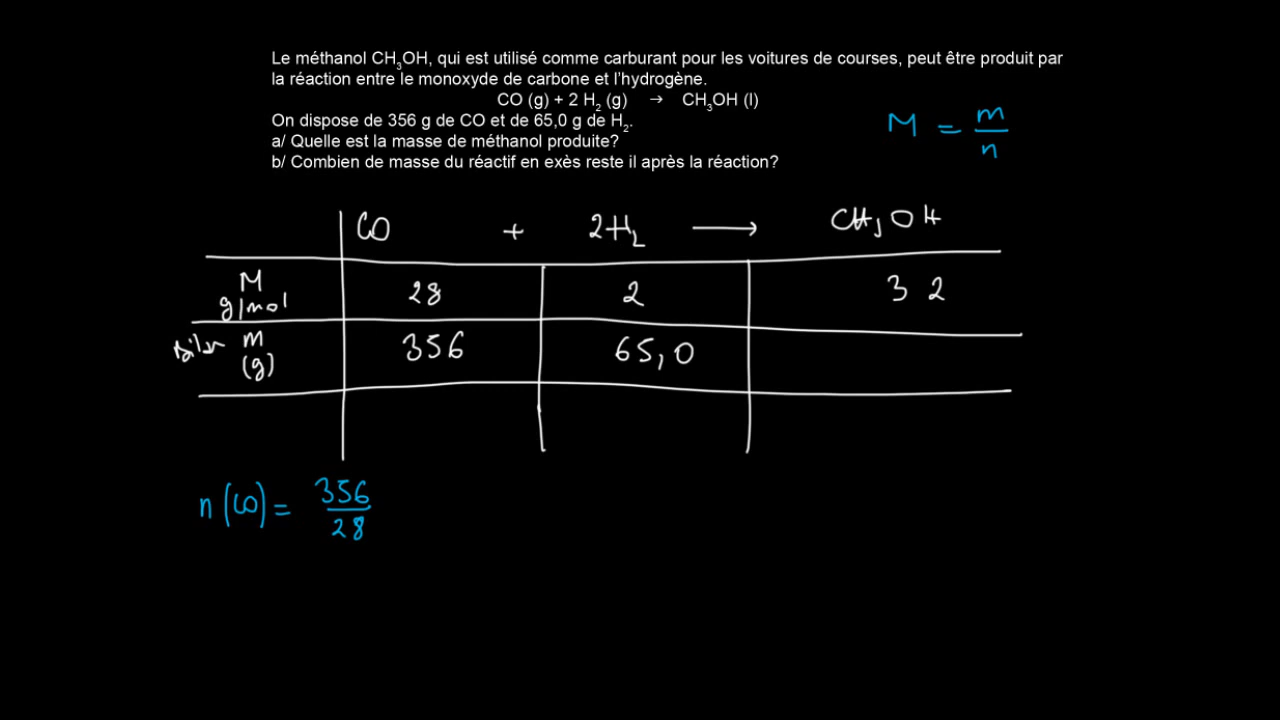 Le méthanol CH3OH, qui est utilisé comme carburant pour les voitures de courses, peut être produit par
la réaction entre le monoxyde de carbone et l'hydrogène.
CO (g) + 2 H2 (g) → CH3OH (l)
On dispose de 356 g de CO et de 65,0 g de H2.
a/ Quelle est la masse de méthanol produite?
b/ Combien de masse du réactif en exès reste il après la réaction?
M = m/n
CO + 2H2 → CH3OH
M g/mol 28 2 32
m (g) 356 65,0
n(CO) = 356/28